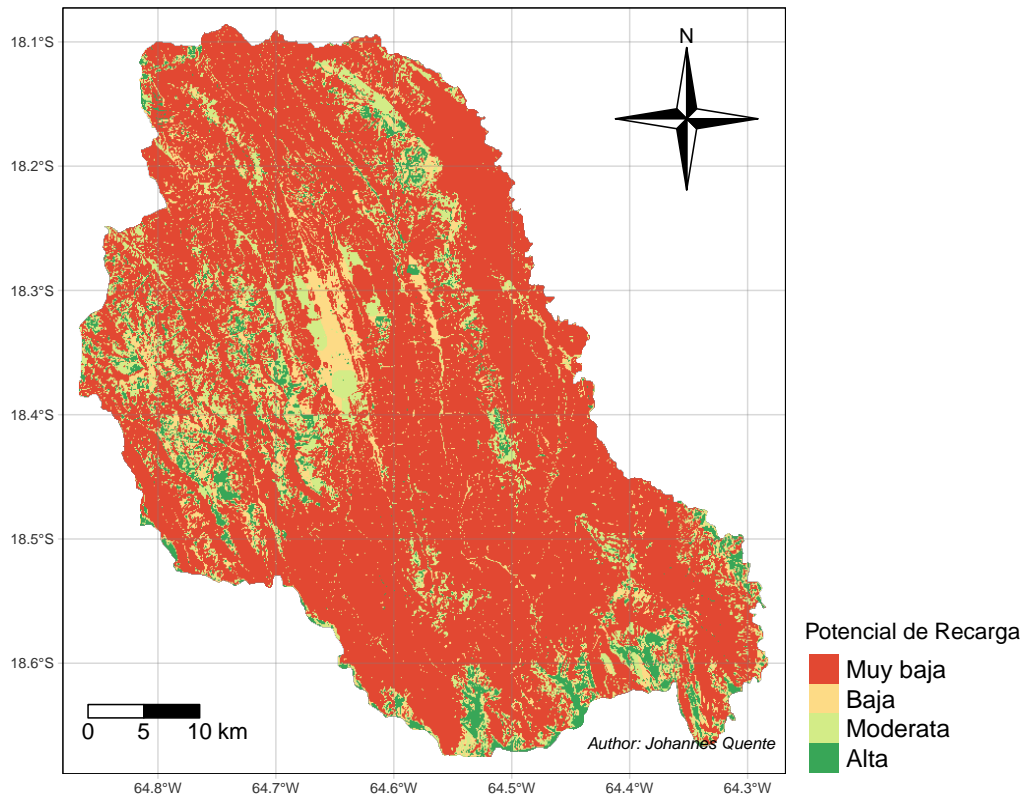 N
18.1°S
18.2°S
18.3°S
18.4°S
18.5°S
18.6°S
0 5 10 km
Author: Johannes Quente
64.8°W 64.7°W 64.6°W 64.5°W 64.4°W 64.3°W
Potencial de Recarga
Muy baja
Baja
Moderata
Alta